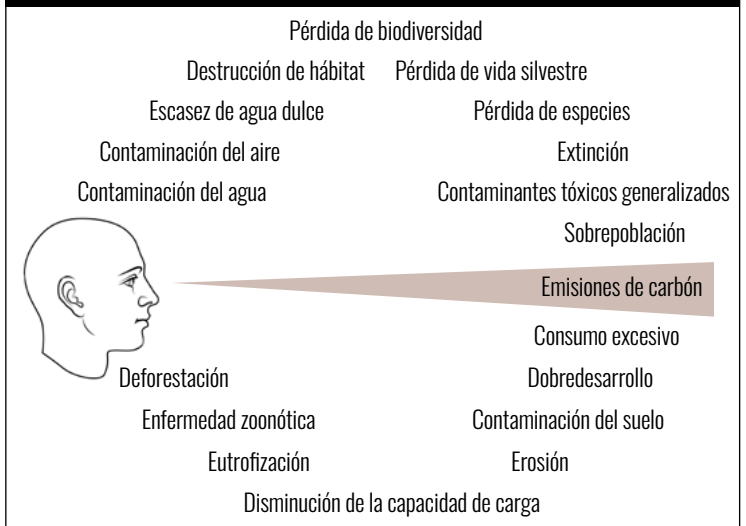 Pérdida de biodiversidad
Destrucción de hábitat Pérdida de vida silvestre
Escasez de agua dulce Pérdida de especies
Contaminación del aire Extinción
Contaminación del agua Contaminantes tóxicos generalizados
Sobrepoblación
Emisiones de carbón
Consumo excesivo
Deforestación Dobredesarrollo
Enfermedad zoonótica Contaminación del suelo
Eutrofización Erosión
Disminución de la capacidad de carga